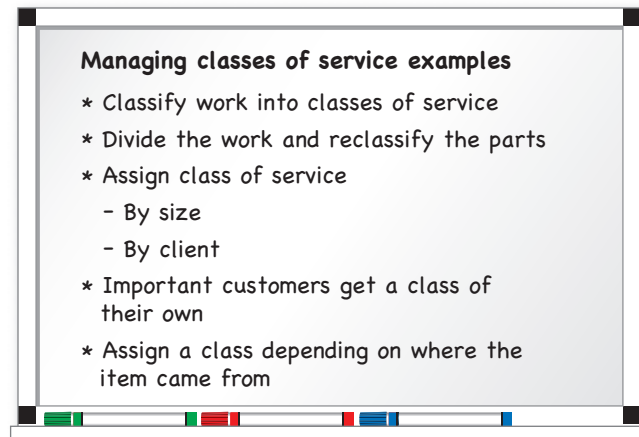 Managing classes of service examples
* Classify work into classes of service
* Divide the work and reclassify the parts
* Assign class of service
- By size
- By client
* Important customers get a class of
their own
* Assign a class depending on where the
item came from